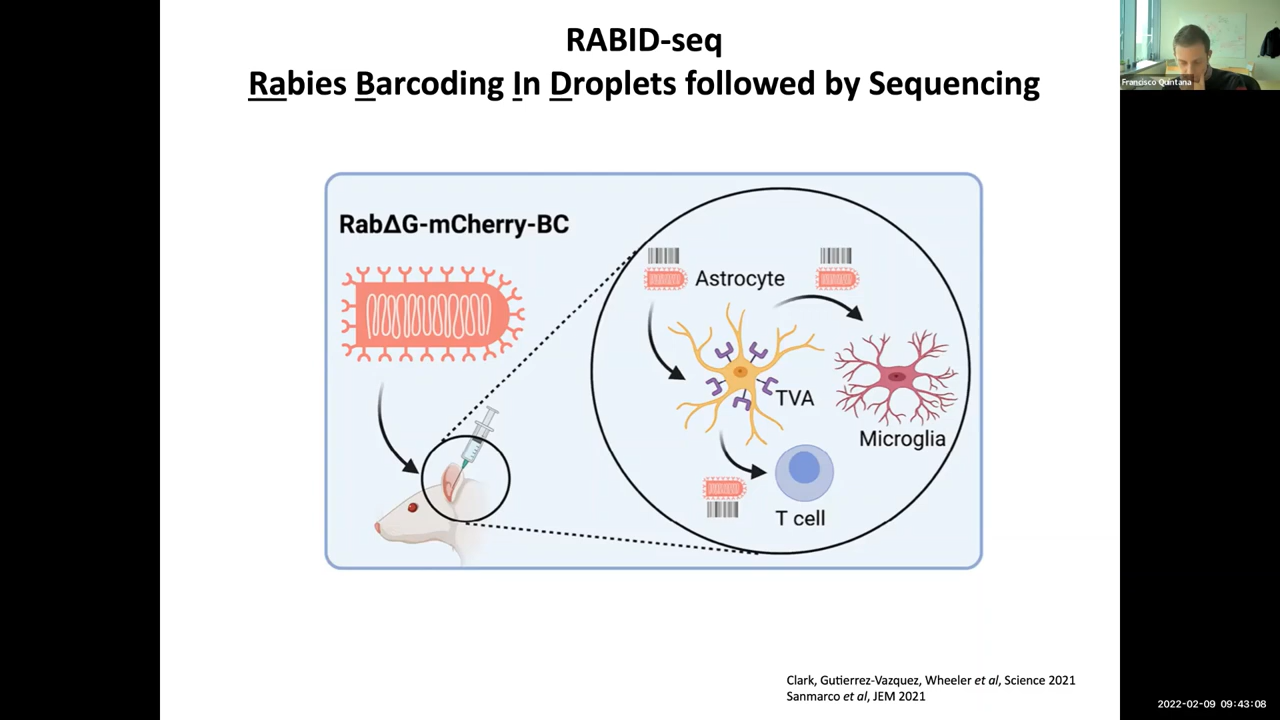 RABID-seq
Rabies Barcoding In Droplets followed by Sequencing
Francisco Quintana
RabΔG-mCherry-BC
Astrocyte
TVA
Microglia
T cell
Clark, Gutierrez-Vazquez, Wheeler et al, Science 2021
Sanmarco et al, JEM 2021
2022-02-09 09:43:08